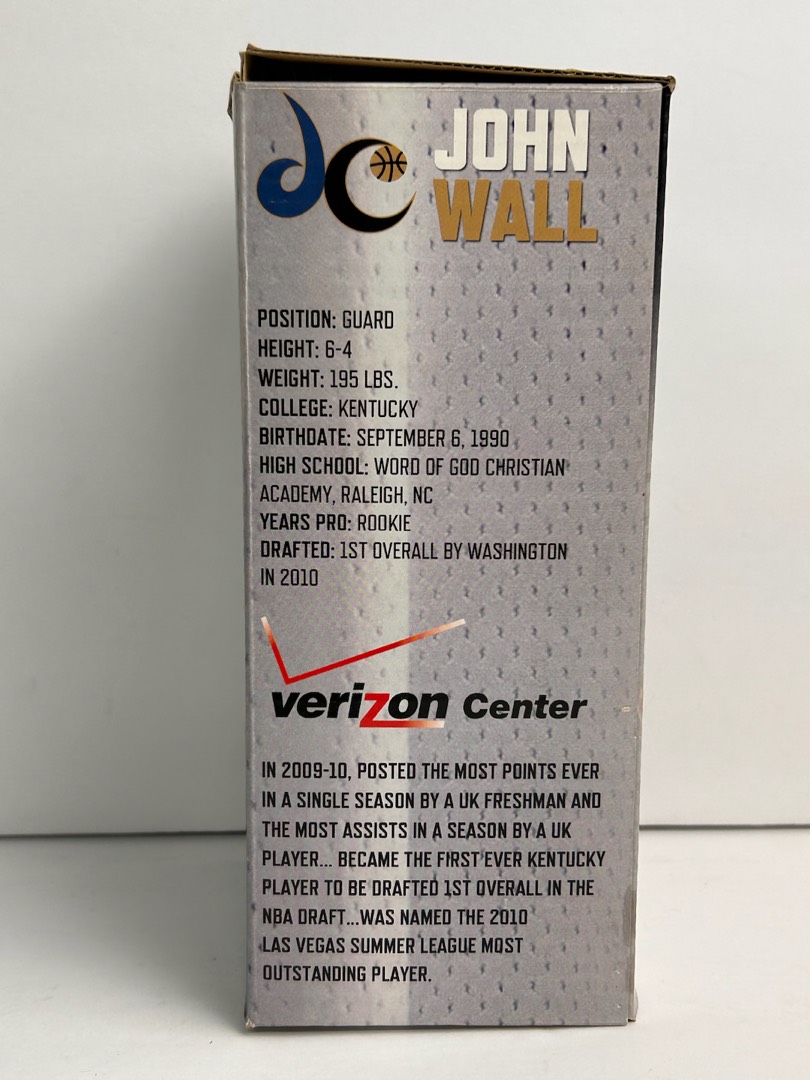 dc
JOHN
WALL
POSITION: GUARD
HEIGHT: 6-4
WEIGHT: 195 LBS.
COLLEGE: KENTUCKY
BIRTHDATE: SEPTEMBER 6, 1990
HIGH SCHOOL: WORD OF GOD CHRISTIAN
ACADEMY, RALEIGH, NC
YEARS PRO: ROOKIE
DRAFTED: 1ST OVERALL BY WASHINGTON
IN 2010
verizon Center
IN 2009-10, POSTED THE MOST POINTS EVER
IN A SINGLE SEASON BY A UK FRESHMAN AND
THE MOST ASSISTS IN A SEASON BY A UK
PLAYER... BECAME THE FIRST EVER KENTUCKY
PLAYER TO BE DRAFTED 1ST OVERALL IN THE
NBA DRAFT...WAS NAMED THE 2010
LAS VEGAS SUMMER LEAGUE MOST
OUTSTANDING PLAYER.